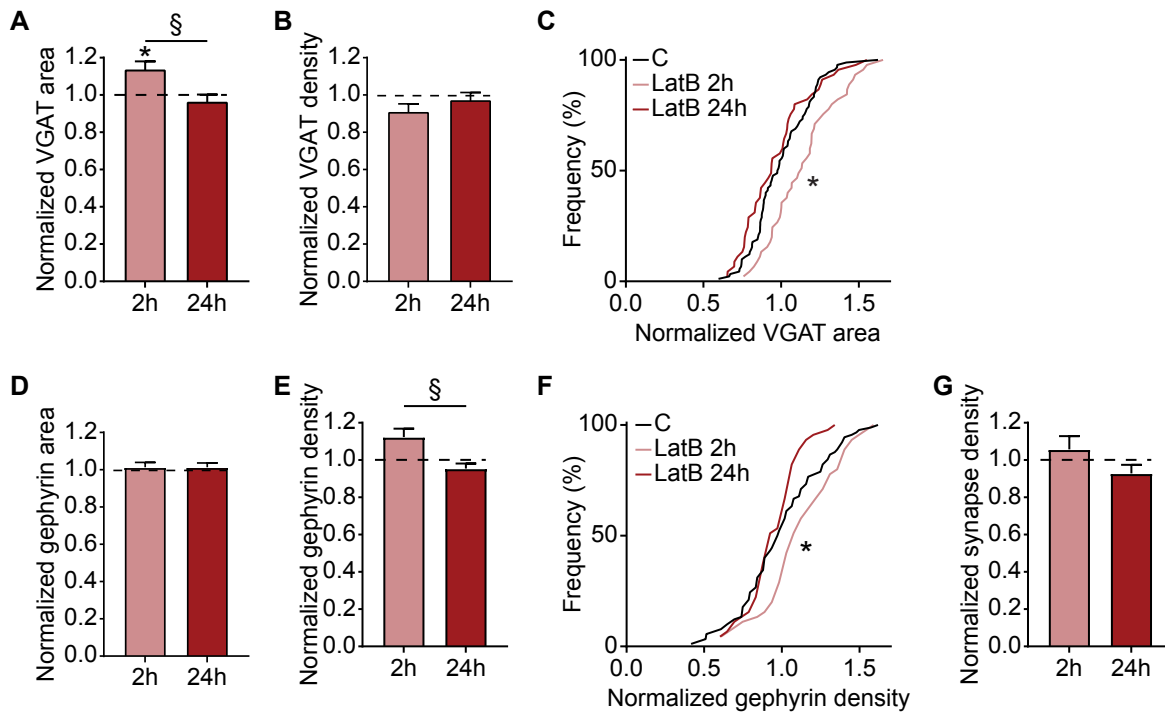 A
Normalized VGAT area
1.2
1.0
0.8
0.6
0.4
0.2
0.0
*
§
2h
24h
B
Normalized VGAT density
1.2
1.0
0.8
0.6
0.4
0.2
0.0
2h
24h
C
Frequency (%)
100
50
0
C
LatB 2h
LatB 24h
*
0.0
0.5
1.0
1.5
Normalized VGAT area
D
Normalized gephyrin area
1.2
1.0
0.8
0.6
0.4
0.2
0.0
2h
24h
E
Normalized gephyrin density
1.2
1.0
0.8
0.6
0.4
0.2
0.0
§
2h
24h
F
Frequency (%)
100
50
0
C
LatB 2h
LatB 24h
*
0.0
0.5
1.0
1.5
Normalized gephyrin density
G
Normalized synapse density
1.2
1.0
0.8
0.6
0.4
0.2
0.0
2h
24h